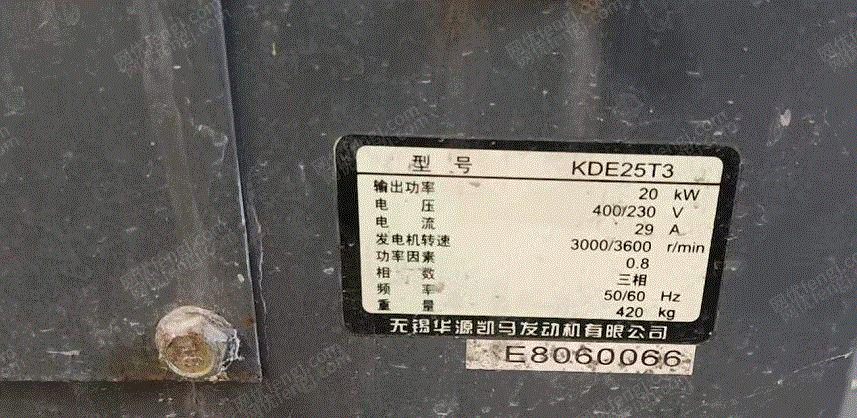 型 号 KDE25T3
输出功率 20 kW
电 压 400/230 V
电 流 29 A
发电机转速 3000/3600 r/min
功率因素 0.8
相 数 三相
频 率 50/60 Hz
重 量 420 kg
无锡华源凯马发动机有限公司
E8060066